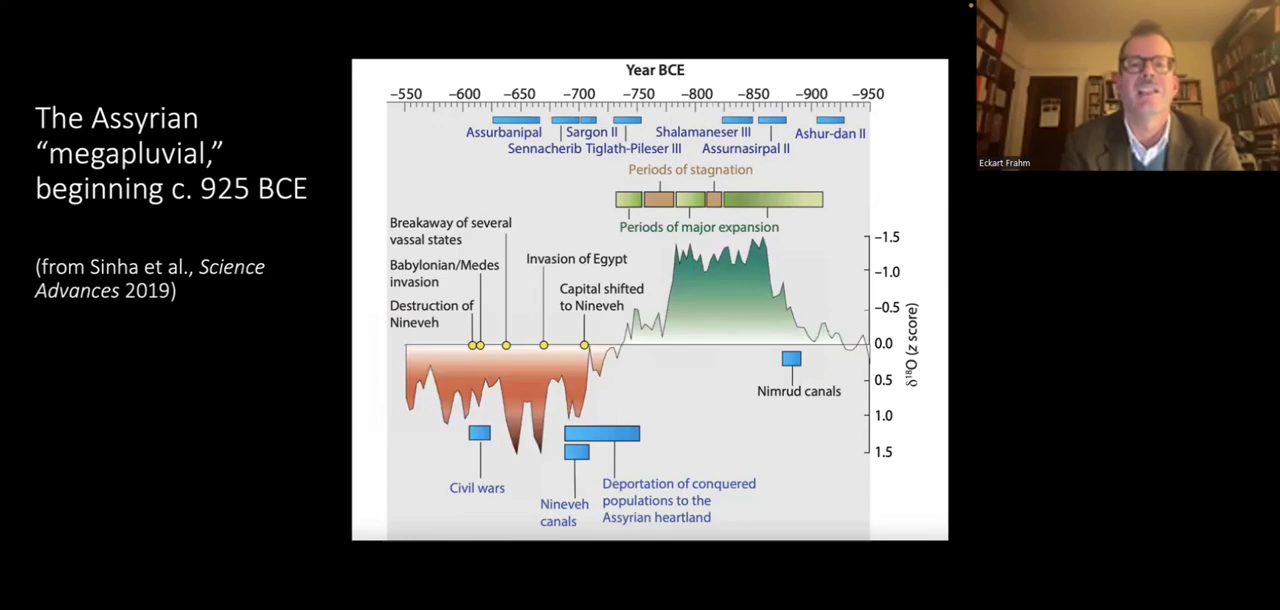 The Assyrian
“megapluvial,”
beginning c. 925 BCE
(from Sinha et al., Science
Advances 2019)
Year BCE
–550 –600 –650 –700 –750 –800 –850 –900 –950
Assurbanipal Sargon II Shalamaneser III Ashur-dan II
Sennacherib Tiglath-Pileser III Assurnasirpal II
Periods of stagnation
Periods of major expansion
Breakaway of several
vassal states
Babylonian/Medes
invasion
Destruction of
Nineveh
Invasion of Egypt
Capital shifted
to Nineveh
–1.5
–1.0
–0.5
0.0
0.5
1.0
1.5
δ18O (z score)
Nimrud canals
Civil wars
Nineveh
canals
Deportation of conquered
populations to the
Assyrian heartland
Eckart Frahm